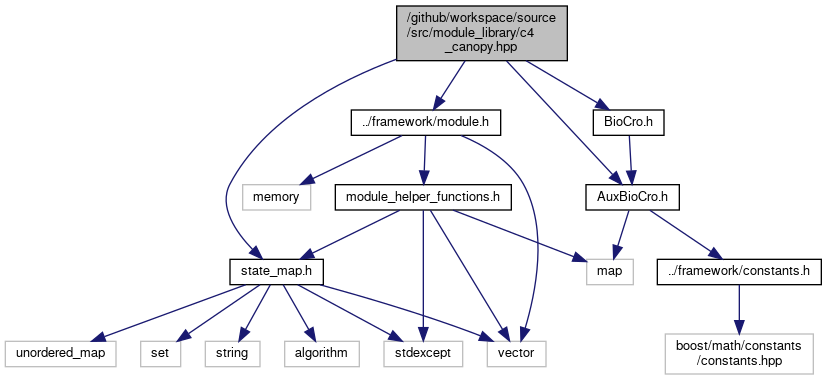 /github/workspace/source
/src/module_library/c4
_canopy.hpp
../framework/module.h
BioCro.h
memory
module_helper_functions.h
AuxBioCro.h
state_map.h
map
../framework/constants.h
unordered_map
set
string
algorithm
stdexcept
vector
boost/math/constants
/constants.hpp